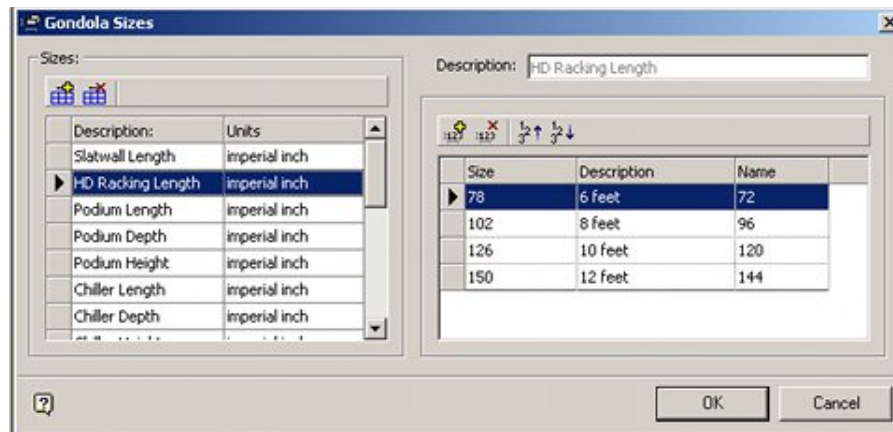 Gondola Sizes
Sizes:
Description: Units
Slatwall Length imperial inch
HD Racking Length imperial inch
Podium Length imperial inch
Podium Depth imperial inch
Podium Height imperial inch
Chiller Length imperial inch
Chiller Depth imperial inch
Description: HD Racking Length
Size Description Name
78 6 feet 72
102 8 feet 96
126 10 feet 120
150 12 feet 144
OK Cancel